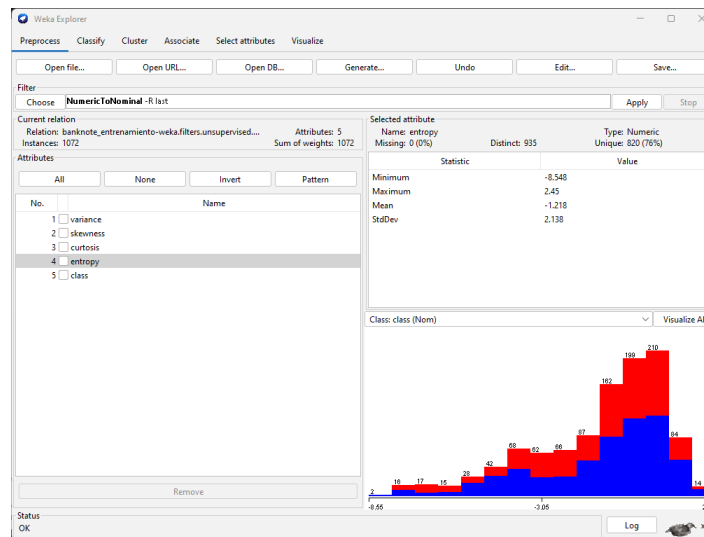 Weka Explorer
Preprocess Classify Cluster Associate Select attributes Visualize
Open file... Open URL... Open DB... Generate... Undo Edit... Save...
Filter
Choose NumericToNominal -R last Apply Stop
Current relation
Relation: banknote_entrenamiento-weka.filters.unsupervised.... Attributes: 5
Instances: 1072 Sum of weights: 1072
Attributes
All None Invert Pattern
No. Name
1 variance
2 skewness
3 curtosis
4 entropy
5 class
Remove
Selected attribute
Name: entropy Type: Numeric
Missing: 0 (0%) Distinct: 935 Unique: 820 (76%)
Statistic Value
Minimum -8.548
Maximum 2.45
Mean -1.218
StdDev 2.138
Class: class (Nom) Visualize Al
2 16 17 15 28 42 68 62 66 87 162 199 210 84 14
-8.55 -3.05 2
Status
OK
Log x